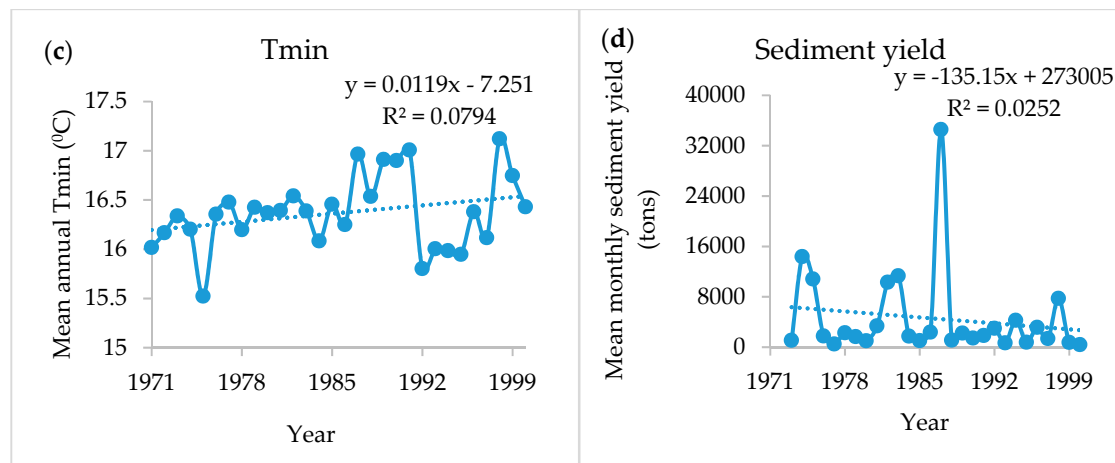 (c)
Tmin
y = 0.0119x - 7.251
R² = 0.0794
Mean annual Tmin (⁰C)
17.5
17
16.5
16
15.5
15
1971
1978
1985
1992
1999
Year
(d)
Sediment yield
y = -135.15x + 273005
R² = 0.0252
Mean monthly sediment yield
(tons)
40000
32000
24000
16000
8000
0
1971
1978
1985
1992
1999
Year